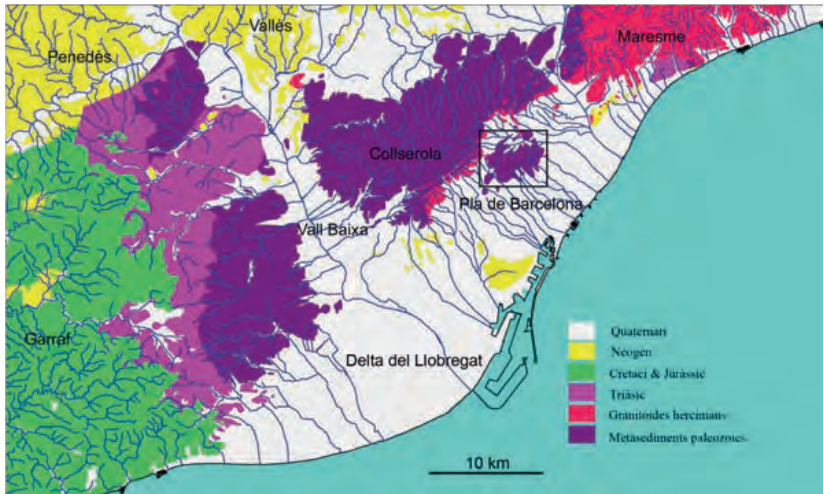 Penedès
Vallès
Maresme
Collserola
Pla de Barcelona
Vall Baixa
Garraf
Delta del Llobregat
Quaternari
Neogen
Cretaci & Juràssic
Triàsic
Granitoides hercinians
Metasediments paleozoics
10 km